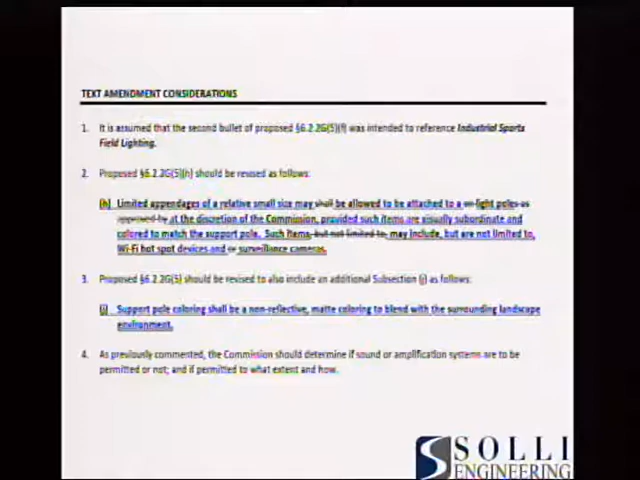 TEXT AMENDMENT CONSIDERATIONS
1. It is assumed that the second bullet of proposed §6.2.2G(5)(f) was intended to reference Industrial Sports
Field Lighting.
2. Proposed §6.2.2G(5)(h) should be revised as follows:
(h) Limited appendages of a relative small size may shall be allowed to be attached to a on light poles as
approved by at the discretion of the Commission, provided such items are visually subordinate and
colored to match the support pole. Such items, but not limited to, may include, but are not limited to,
Wi-Fi hot spot devices and or surveillance cameras.
3. Proposed §6.2.2G(5) should be revised to also include an additional Subsection (i) as follows:
(i) Support pole coloring shall be a non-reflective, matte coloring to blend with the surrounding landscape
environment.
4. As previously commented, the Commission should determine if sound or amplification systems are to be
permitted or not; and if permitted to what extent and how.
SOLLI
ENGINEERING